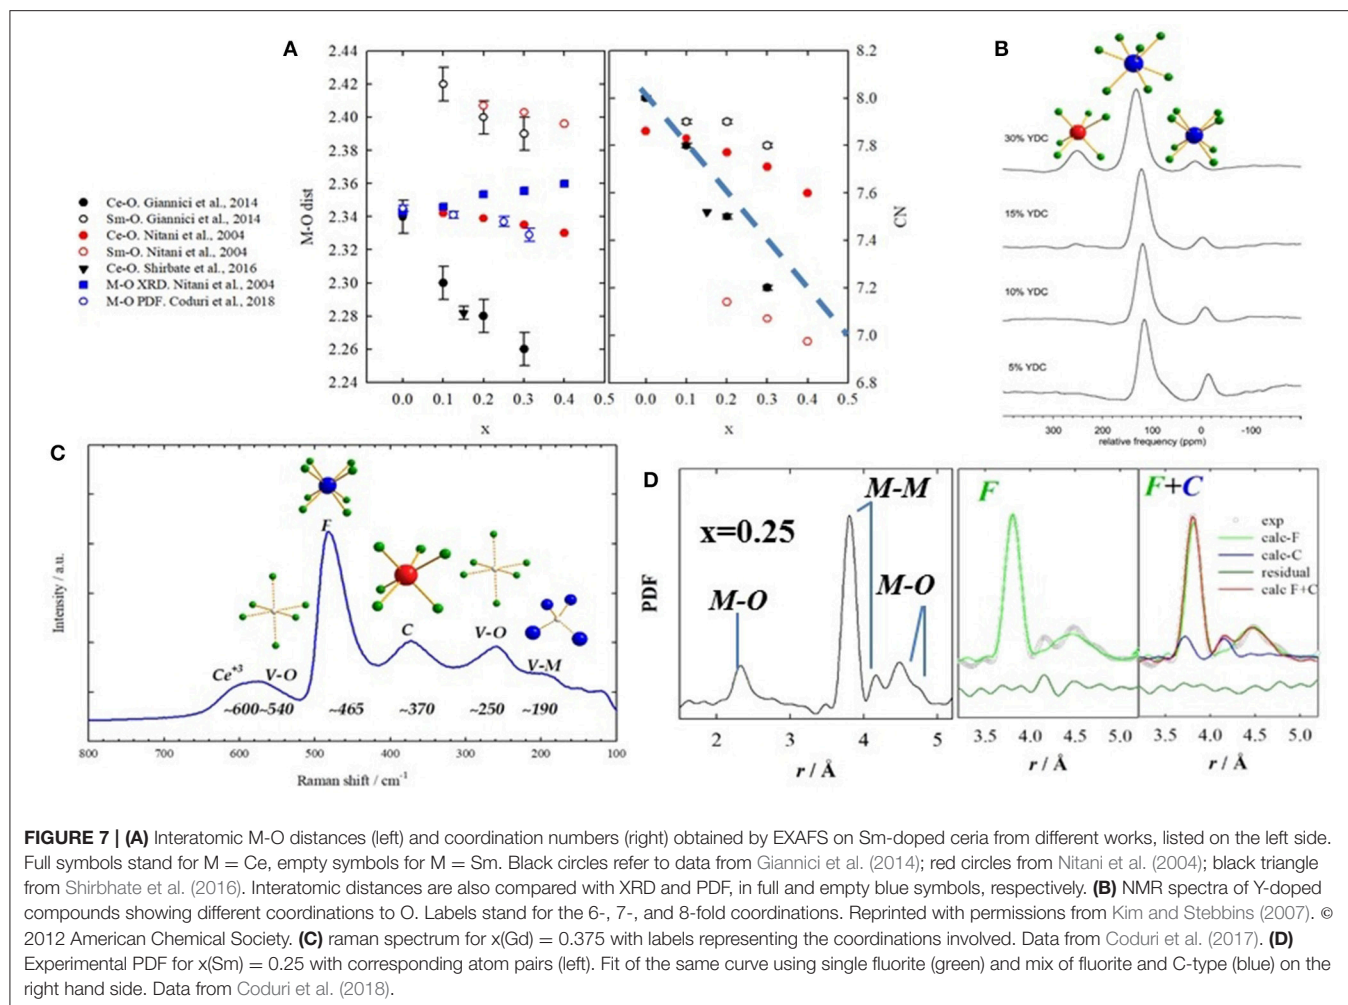 (A)
2.44
2.42
2.40
2.38
2.36
2.34
2.32
2.30
2.28
2.26
2.24
M-O dist
0.0 0.1 0.2 0.3 0.4 0.5
x
8.2
8.0
7.8
7.6
7.4
7.2
7.0
6.8
CN
0.0 0.1 0.2 0.3 0.4 0.5
x
Ce-O. Giannici et al., 2014
Sm-O. Giannici et al., 2014
Ce-O. Nitani et al., 2004
Sm-O. Nitani et al., 2004
Ce-O. Shirbate et al., 2016
M-O XRD. Nitani et al., 2004
M-O PDF. Coduri et al., 2018
B
30% YDC
15% YDC
10% YDC
5% YDC
300 200 100 0 -100
relative frequency (ppm)
C
Intensity / a.u.
F
C
V-O
V-M
Ce+3 V-O
~600~540 ~465 ~370 ~250 ~190
800 700 600 500 400 300 200 100
Raman shift / cm-1
D
PDF
x=0.25
M-M
M-O
M-O
2 3 4 5
r / Å
F
3.5 4.0 4.5 5.0
r / Å
F+C
exp
calc-F
calc-C
residual
calc F+C
3.5 4.0 4.5 5.0
r / Å
FIGURE 7 | (A) Interatomic M-O distances (left) and coordination numbers (right) obtained by EXAFS on Sm-doped ceria from different works, listed on the left side.
Full symbols stand for M = Ce, empty symbols for M = Sm. Black circles refer to data from Giannici et al. (2014); red circles from Nitani et al. (2004); black triangle
from Shirbhate et al. (2016). Interatomic distances are also compared with XRD and PDF, in full and empty blue symbols, respectively. (B) NMR spectra of Y-doped
compounds showing different coordinations to O. Labels stand for the 6-, 7-, and 8-fold coordinations. Reprinted with permissions from Kim and Stebbins (2007). ©
2012 American Chemical Society. (C) raman spectrum for x(Gd) = 0.375 with labels representing the coordinations involved. Data from Coduri et al. (2017). (D)
Experimental PDF for x(Sm) = 0.25 with corresponding atom pairs (left). Fit of the same curve using single fluorite (green) and mix of fluorite and C-type (blue) on the
right hand side. Data from Coduri et al. (2018).